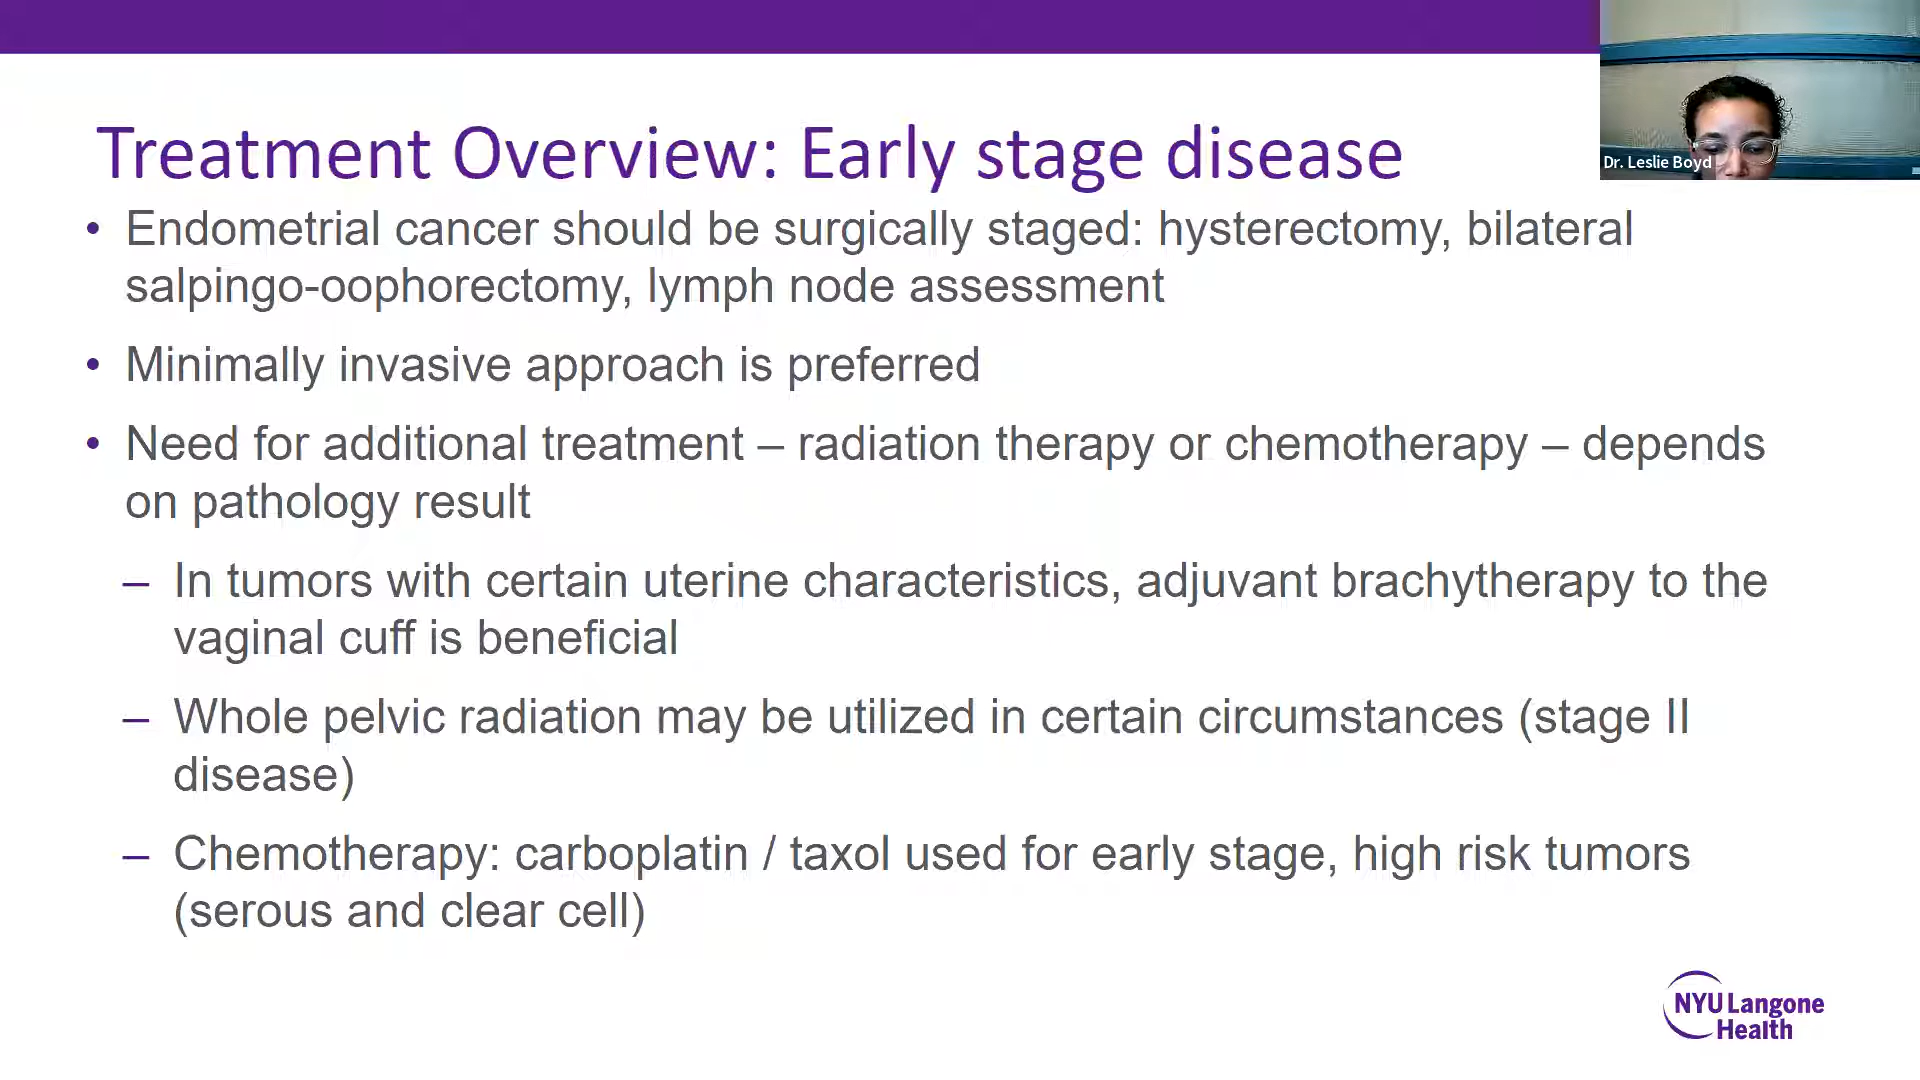 Dr. Leslie Boyd
Treatment Overview: Early stage disease
• Endometrial cancer should be surgically staged: hysterectomy, bilateral
salpingo-oophorectomy, lymph node assessment
• Minimally invasive approach is preferred
• Need for additional treatment – radiation therapy or chemotherapy – depends
on pathology result
– In tumors with certain uterine characteristics, adjuvant brachytherapy to the
vaginal cuff is beneficial
– Whole pelvic radiation may be utilized in certain circumstances (stage II
disease)
– Chemotherapy: carboplatin / taxol used for early stage, high risk tumors
(serous and clear cell)
NYU Langone
Health